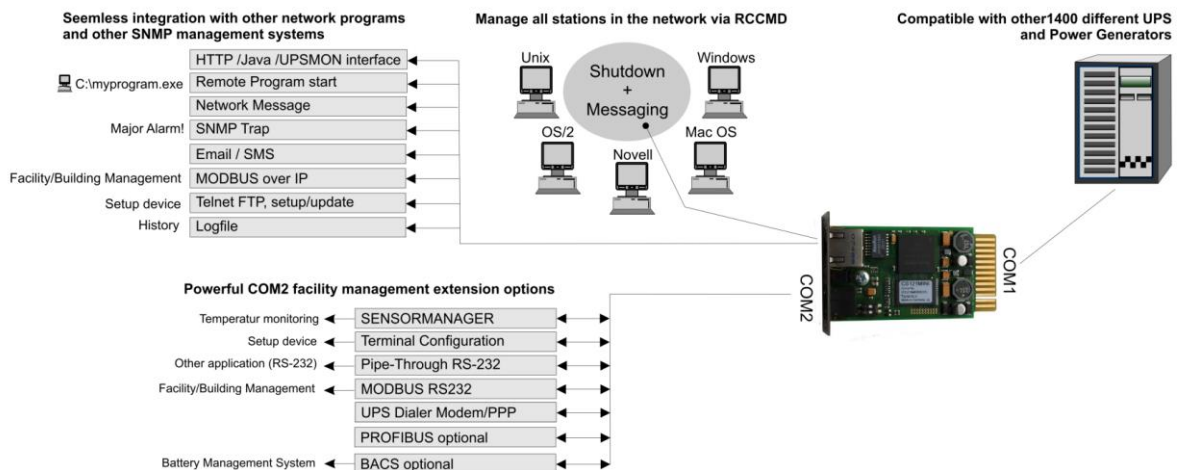 Seemless integration with other network programs
and other SNMP management systems
HTTP /Java /UPSMON interface
C:\myprogram.exe
Remote Program start
Network Message
Major Alarm!
SNMP Trap
Email / SMS
Facility/Building Management
MODBUS over IP
Setup device
Telnet FTP, setup/update
History
Logfile
Manage all stations in the network via RCCMD
Unix
Windows
Shutdown
+
Messaging
OS/2
Mac OS
Novell
Compatible with other1400 different UPS
and Power Generators
COM1
COM2
Powerful COM2 facility management extension options
Temperatur monitoring
SENSORMANAGER
Setup device
Terminal Configuration
Other application (RS-232)
Pipe-Through RS-232
Facility/Building Management
MODBUS RS232
UPS Dialer Modem/PPP
PROFIBUS optional
Battery Management System
BACS optional